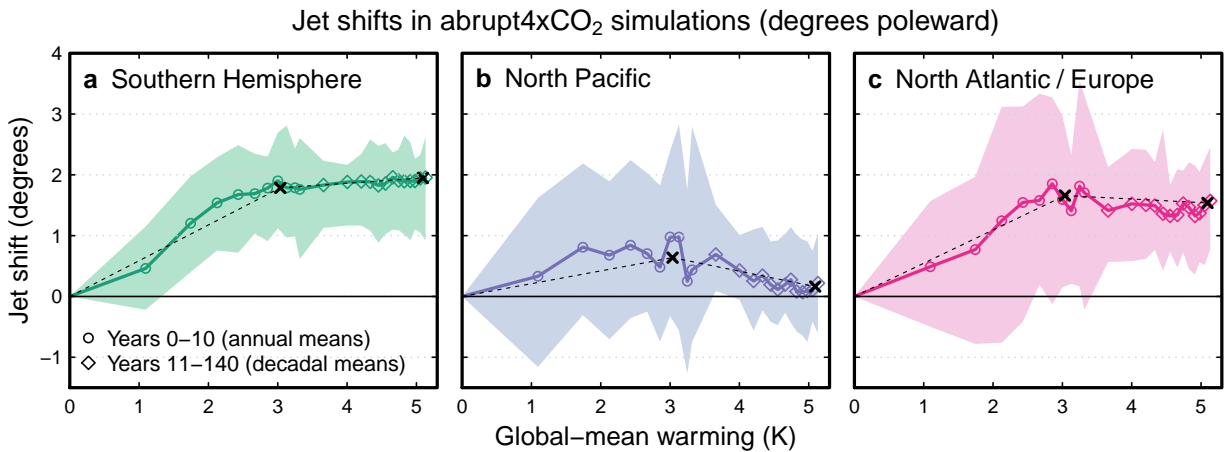 Jet shifts in abrupt4xCO₂ simulations (degrees poleward)
a Southern Hemisphere
b North Pacific
c North Atlantic / Europe
Jet shift (degrees)
4
3
2
1
0
−1
Years 0−10 (annual means)
Years 11−140 (decadal means)
0 1 2 3 4 5
0 1 2 3 4 5
0 1 2 3 4 5
Global−mean warming (K)